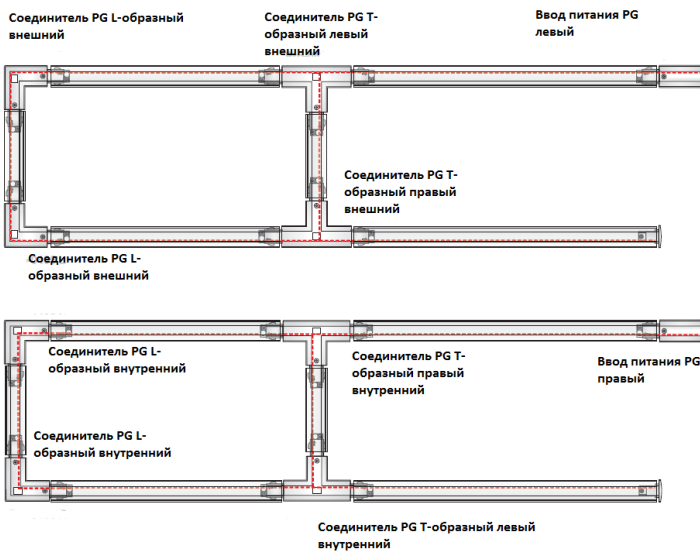 Соединитель PG L-образный
внешний
Соединитель PG Т-
образный левый
внешний
Ввод питания PG
левый
Соединитель PG Т-
образный правый
внешний
Соединитель PG L-
образный внешний
Соединитель PG L-
образный внутренний
Соединитель PG Т-
образный правый
внутренний
Ввод питания PG
правый
Соединитель PG L-
образный внутренний
Соединитель PG Т-образный левый
внутренний